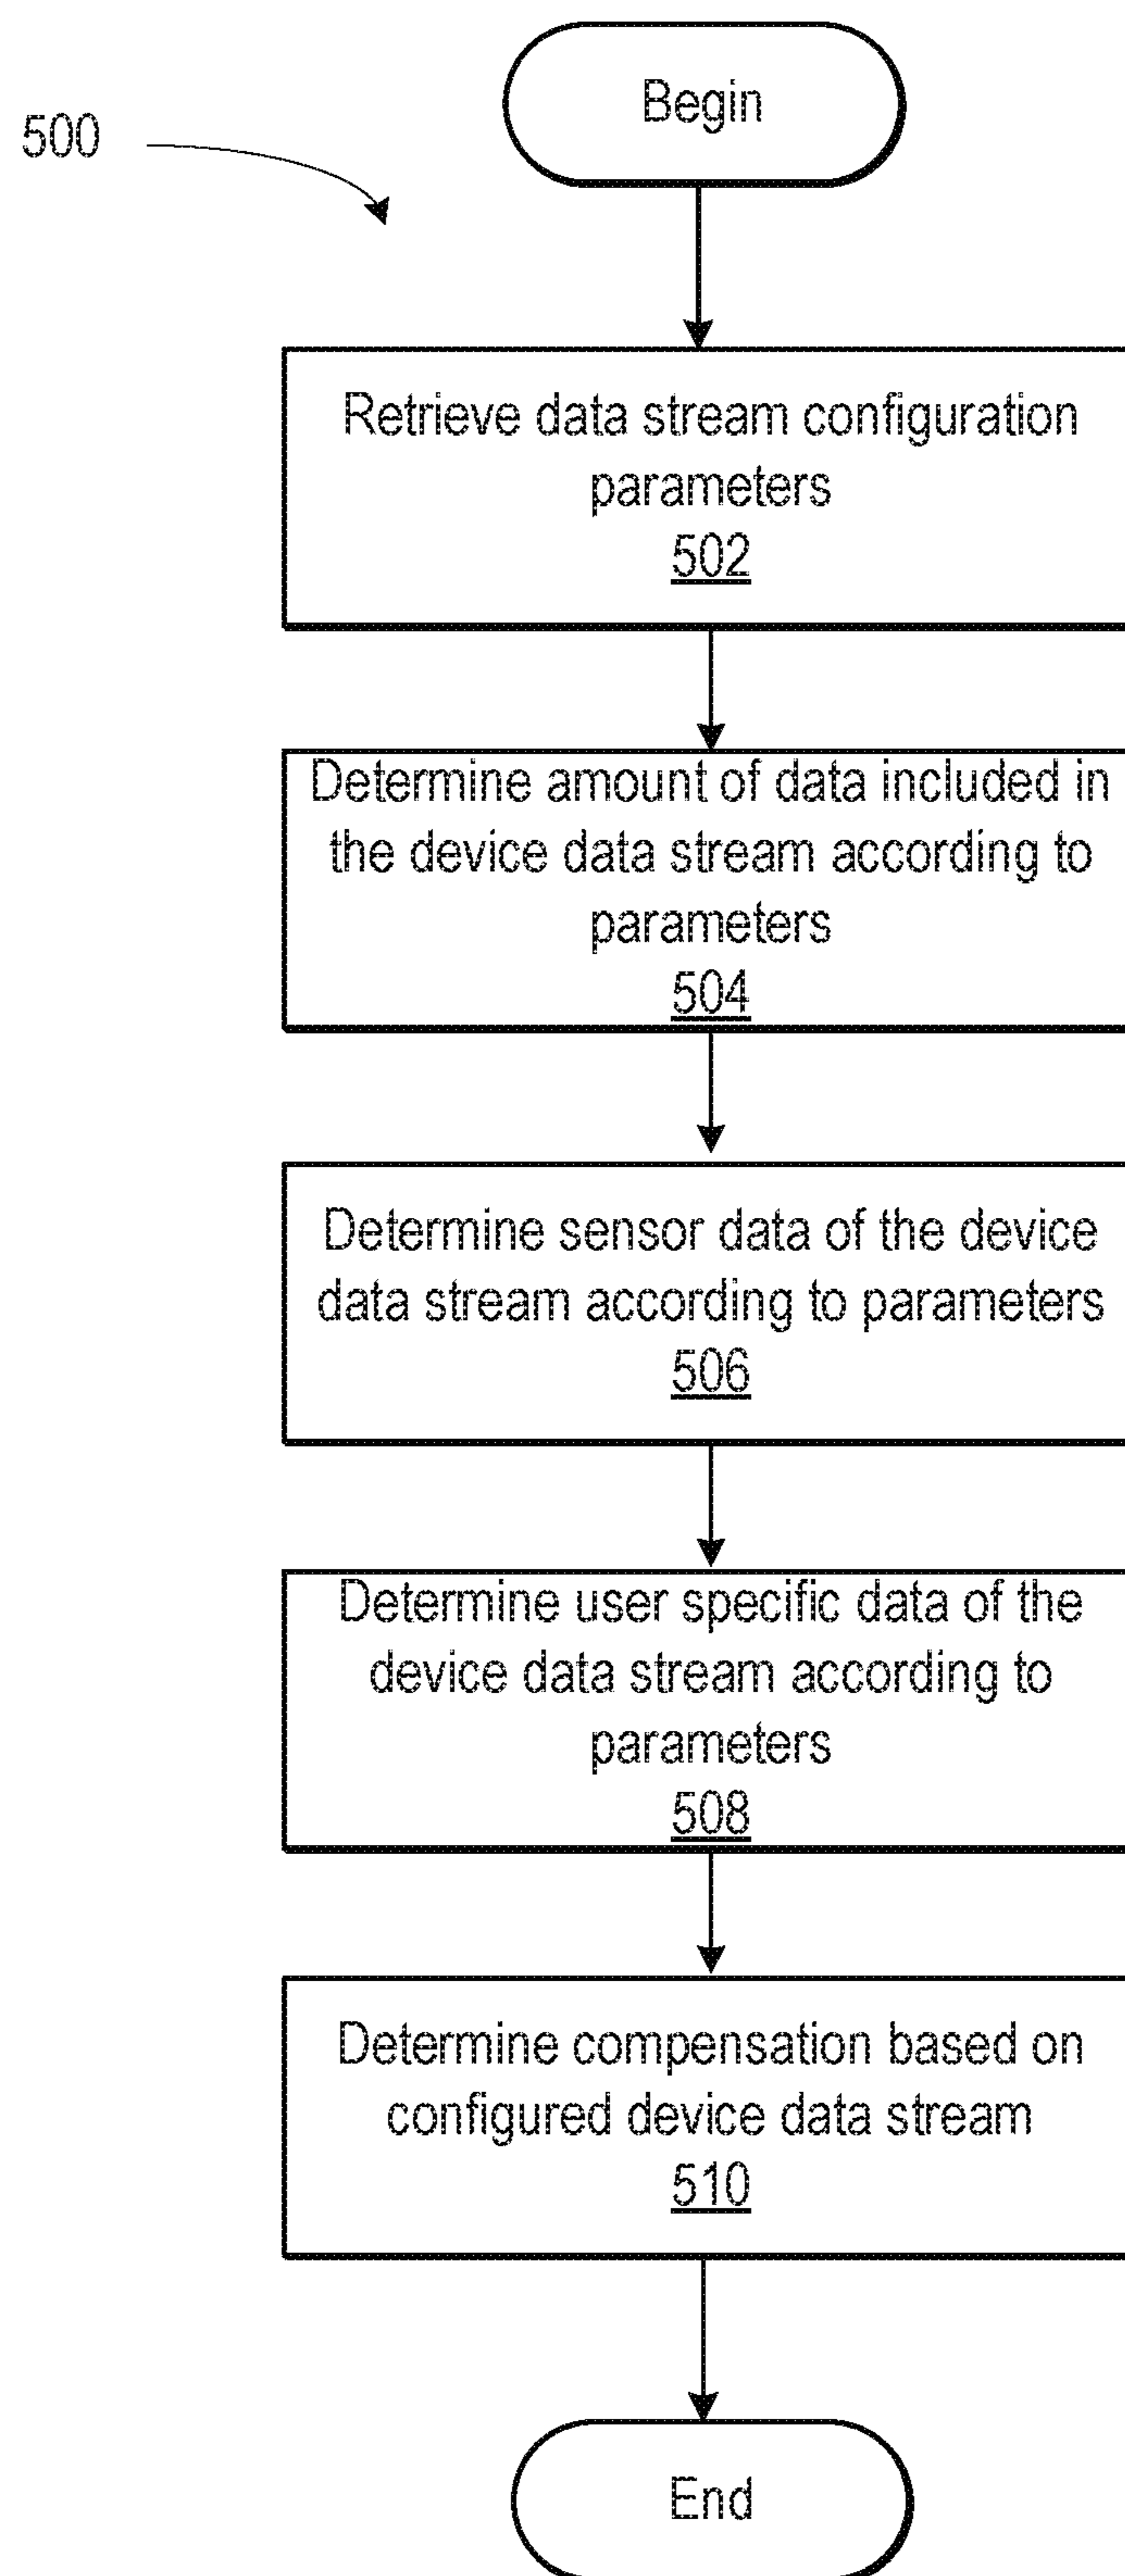 Begin
500
Retrieve data stream configuration
parameters
502
Determine amount of data included in
the device data stream according to
parameters
504
Determine sensor data of the device
data stream according to parameters
506
Determine user specific data of the
device data stream according to
parameters
508
Determine compensation based on
configured device data stream
510
End